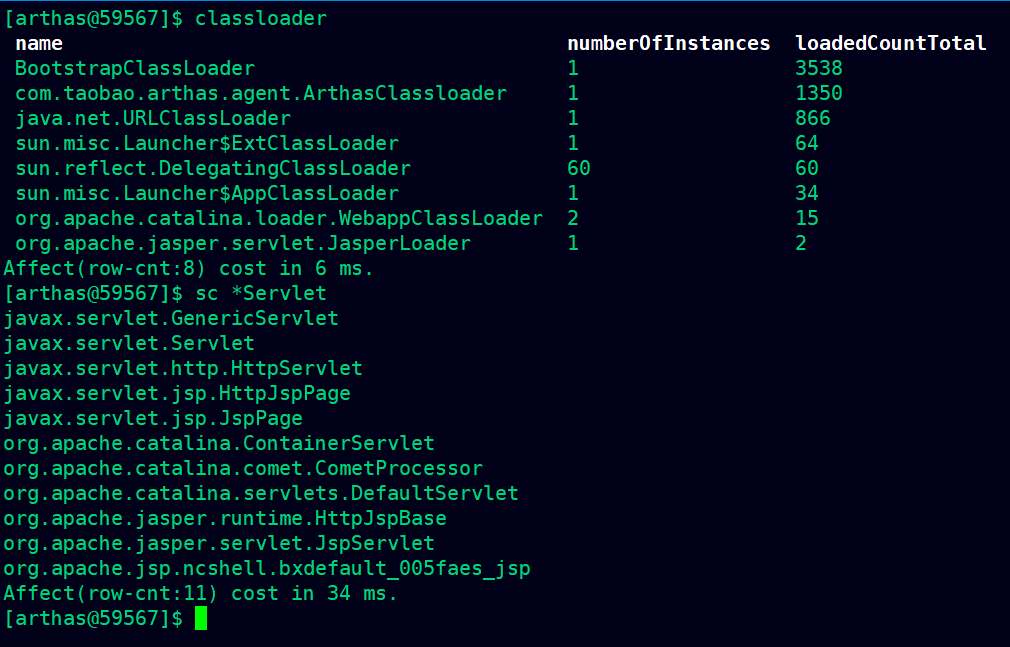 [arthas@59567]$ classloader
name numberOfInstances loadedCountTotal
BootstrapClassLoader 1 3538
com.taobao.arthas.agent.ArthasClassloader 1 1350
java.net.URLClassLoader 1 866
sun.misc.Launcher$ExtClassLoader 1 64
sun.reflect.DelegatingClassLoader 60 60
sun.misc.Launcher$AppClassLoader 1 34
org.apache.catalina.loader.WebappClassLoader 2 15
org.apache.jasper.servlet.JasperLoader 1 2
Affect(row-cnt:8) cost in 6 ms.
[arthas@59567]$ sc *Servlet
javax.servlet.GenericServlet
javax.servlet.Servlet
javax.servlet.http.HttpServlet
javax.servlet.jsp.HttpJspPage
javax.servlet.jsp.JspPage
org.apache.catalina.ContainerServlet
org.apache.catalina.comet.CometProcessor
org.apache.catalina.servlets.DefaultServlet
org.apache.jasper.runtime.HttpJspBase
org.apache.jasper.servlet.JspServlet
org.apache.jsp.ncshell.bxdefault_005faes_jsp
Affect(row-cnt:11) cost in 34 ms.
[arthas@59567]$